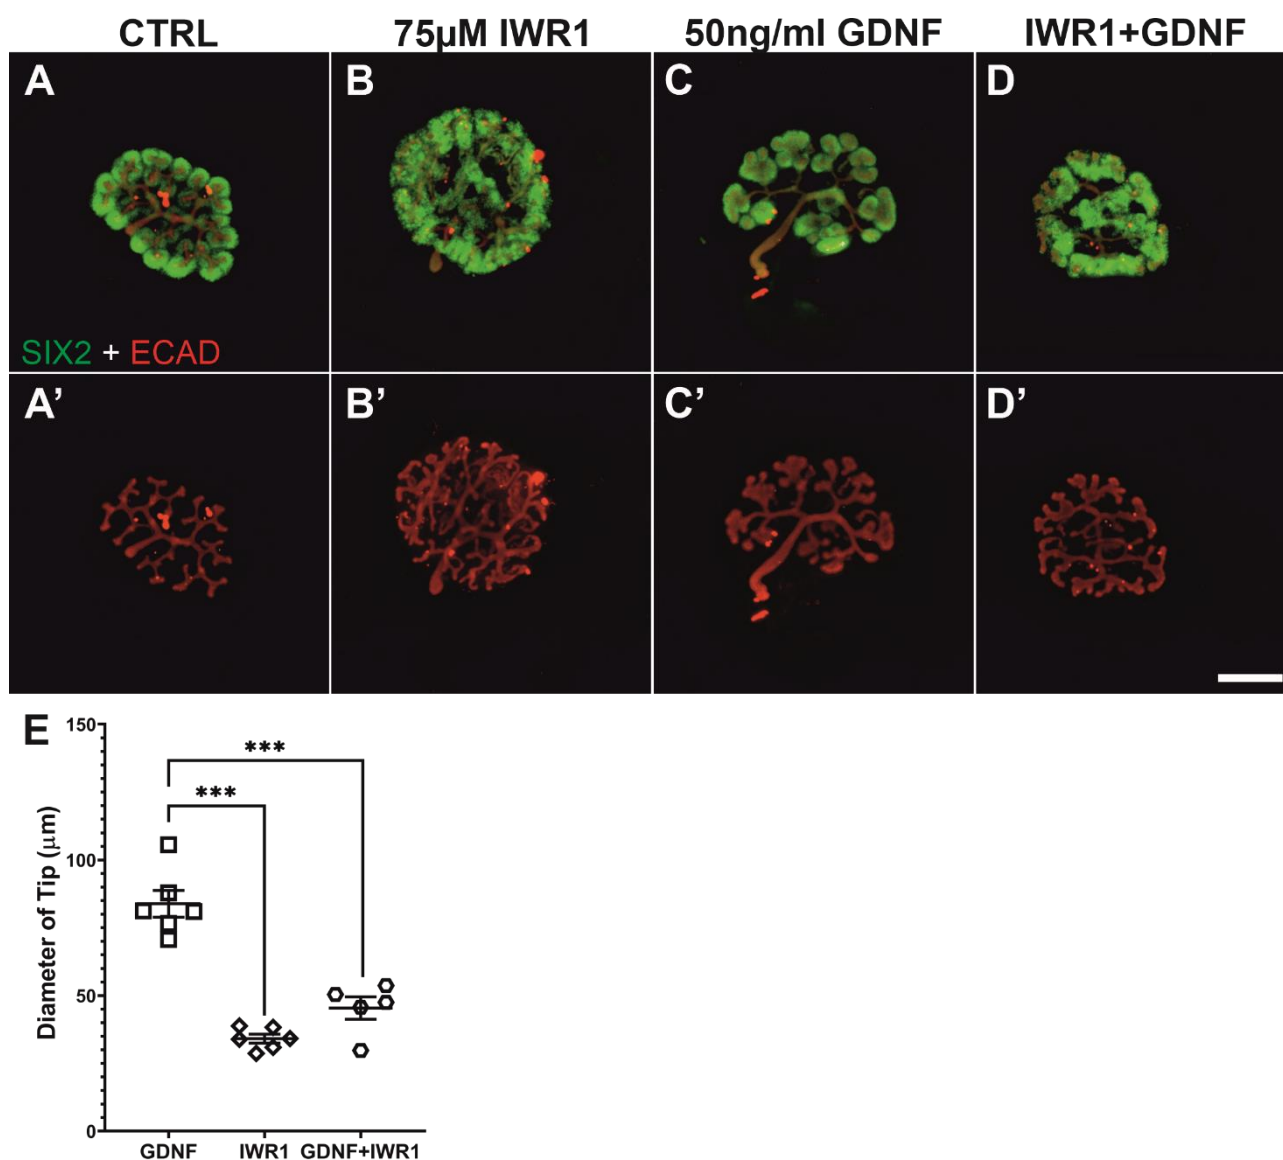 CTRL 75µM IWR1 50ng/ml GDNF IWR1+GDNF
A B C D
SIX2 + ECAD
A' B' C' D'
E
150
***
***
100
50
0
Diameter of Tip (µm)
GDNF IWR1 GDNF+IWR1